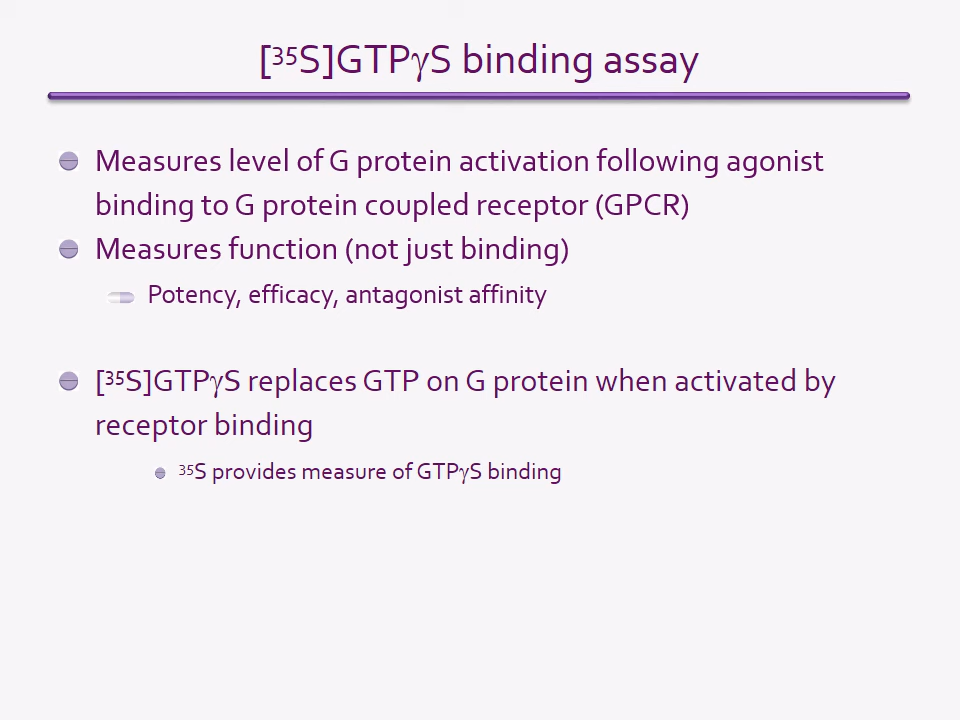 [³⁵S]GTPγS binding assay
Measures level of G protein activation following agonist
binding to G protein coupled receptor (GPCR)
Measures function (not just binding)
Potency, efficacy, antagonist affinity
[³⁵S]GTPγS replaces GTP on G protein when activated by
receptor binding
³⁵S provides measure of GTPγS binding